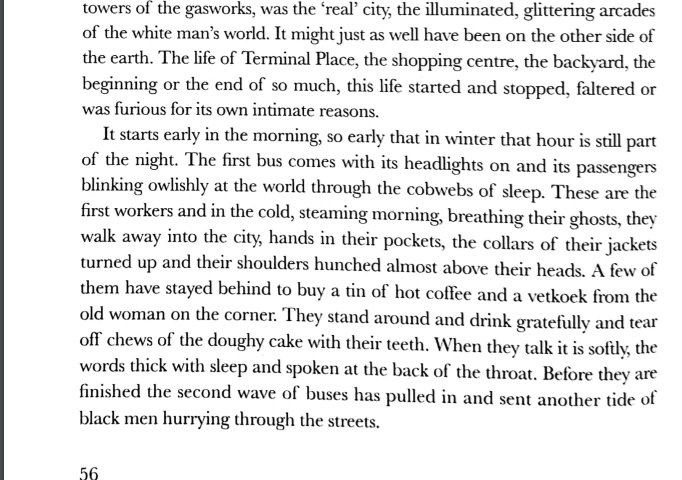 towers of the gasworks, was the ‘real’ city, the illuminated, glittering arcades
of the white man’s world. It might just as well have been on the other side of
the earth. The life of Terminal Place, the shopping centre, the backyard, the
beginning or the end of so much, this life started and stopped, faltered or
was furious for its own intimate reasons.
It starts early in the morning, so early that in winter that hour is still part
of the night. The first bus comes with its headlights on and its passengers
blinking owlishly at the world through the cobwebs of sleep. These are the
first workers and in the cold, steaming morning, breathing their ghosts, they
walk away into the city, hands in their pockets, the collars of their jackets
turned up and their shoulders hunched almost above their heads. A few of
them have stayed behind to buy a tin of hot coffee and a vetkoek from the
old woman on the corner. They stand around and drink gratefully and tear
off chews of the doughy cake with their teeth. When they talk it is softly, the
words thick with sleep and spoken at the back of the throat. Before they are
finished the second wave of buses has pulled in and sent another tide of
black men hurrying through the streets.
56